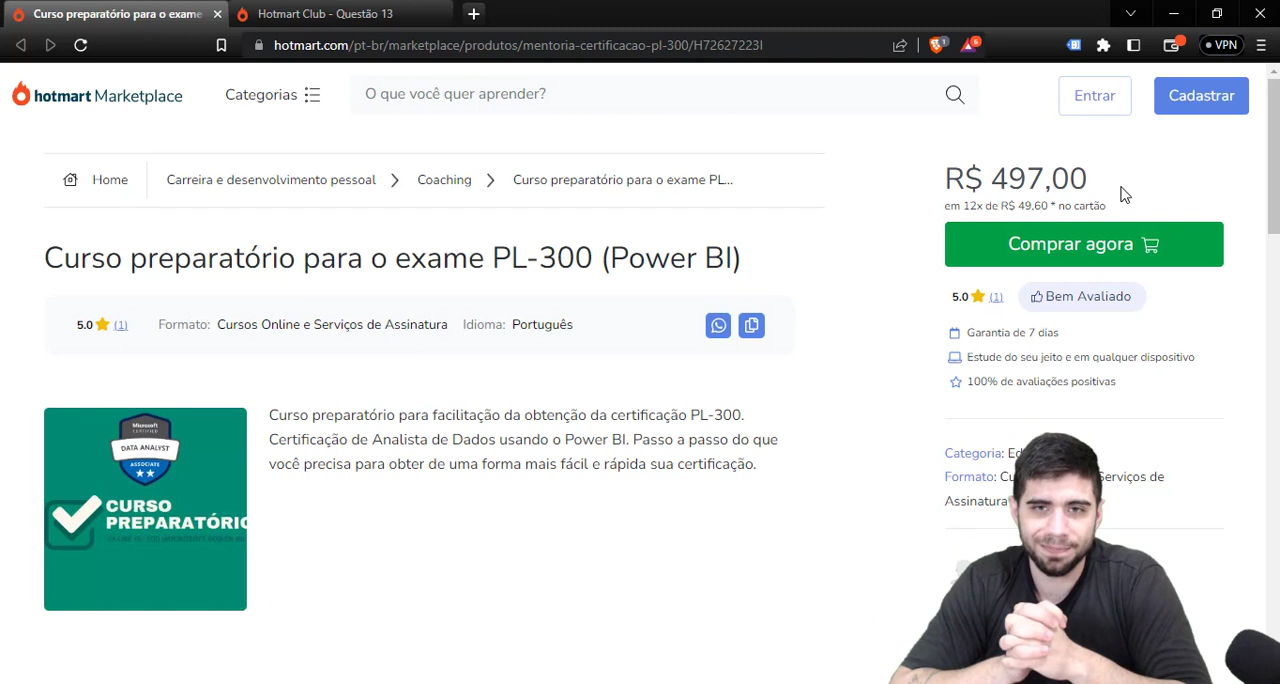 Curso preparatório para o exame
Hotmart Club - Questão 13
hotmart.com/pt-br/marketplace/produtos/mentoria-certificacao-pl-300/H72627223I
1
6
VPN
hotmart Marketplace
Categorias
O que você quer aprender?
Entrar
Cadastrar
Home
Carreira e desenvolvimento pessoal
Coaching
Curso preparatório para o exame PL...
R$ 497,00
em 12x de R$ 49,60 * no cartão
Comprar agora
Curso preparatório para o exame PL-300 (Power BI)
5.0 (1)
Bem Avaliado
5.0 (1) Formato: Cursos Online e Serviços de Assinatura Idioma: Português
Garantia de 7 dias
Estude do seu jeito e em qualquer dispositivo
100% de avaliações positivas
Curso preparatório para facilitação da obtenção da certificação PL-300.
Certificação de Analista de Dados usando o Power BI. Passo a passo do que
você precisa para obter de uma forma mais fácil e rápida sua certificação.
Microsoft
CERTIFIED
DATA ANALYST
ASSOCIATE
CURSO
PREPARATÓRIO
Categoria:
Formato: Serviços de
Assinatura